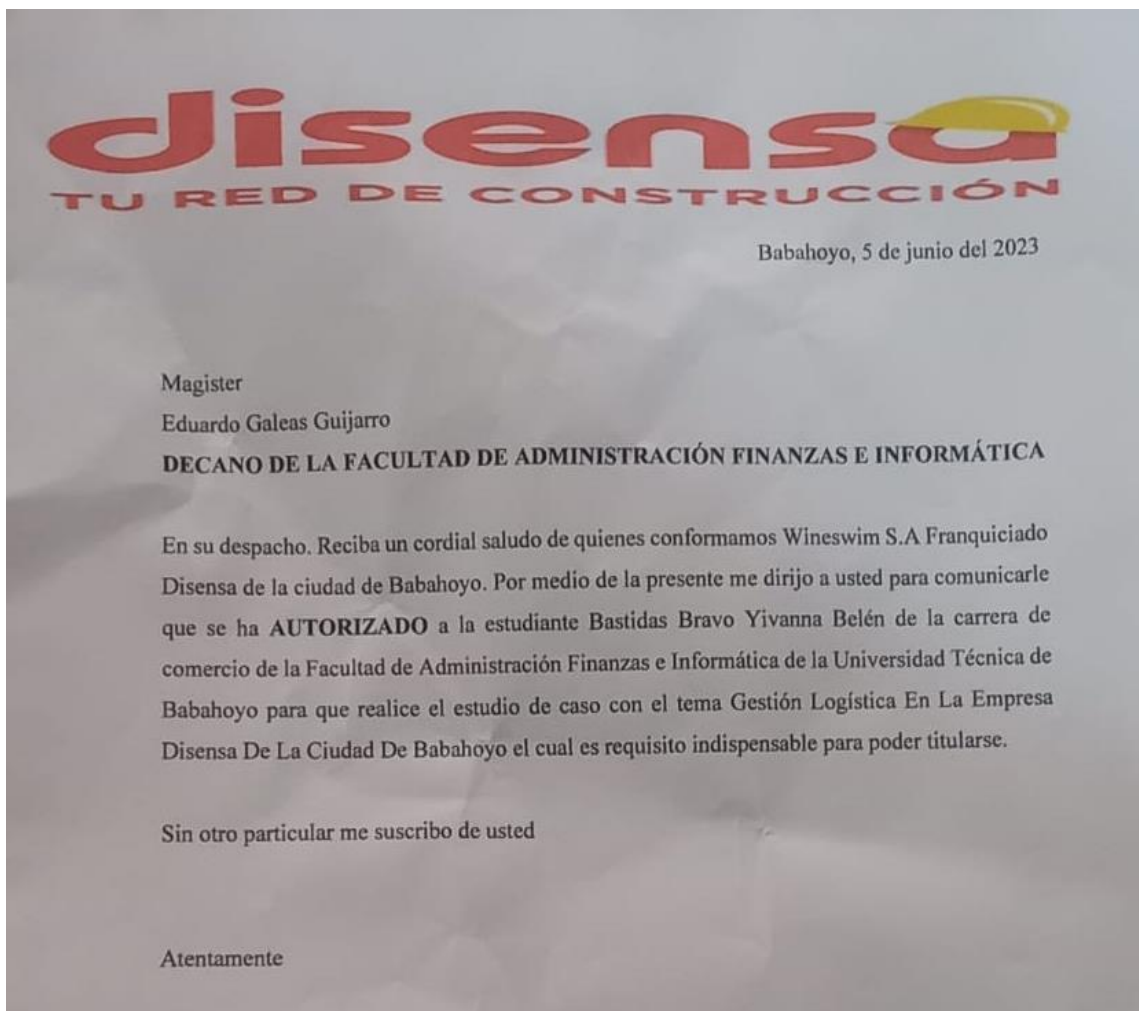 disensa
TU RED DE CONSTRUCCIÓN
Babahoyo, 5 de junio del 2023
Magister
Eduardo Galeas Guijarro
DECANO DE LA FACULTAD DE ADMINISTRACIÓN FINANZAS E INFORMÁTICA
En su despacho. Reciba un cordial saludo de quienes conformamos Wineswim S.A Franquiciado
Disensa de la ciudad de Babahoyo. Por medio de la presente me dirijo a usted para comunicarle
que se ha AUTORIZADO a la estudiante Bastidas Bravo Yivanna Belén de la carrera de
comercio de la Facultad de Administración Finanzas e Informática de la Universidad Técnica de
Babahoyo para que realice el estudio de caso con el tema Gestión Logística En La Empresa
Disensa De La Ciudad De Babahoyo el cual es requisito indispensable para poder titularse.
Sin otro particular me suscribo de usted
Atentamente